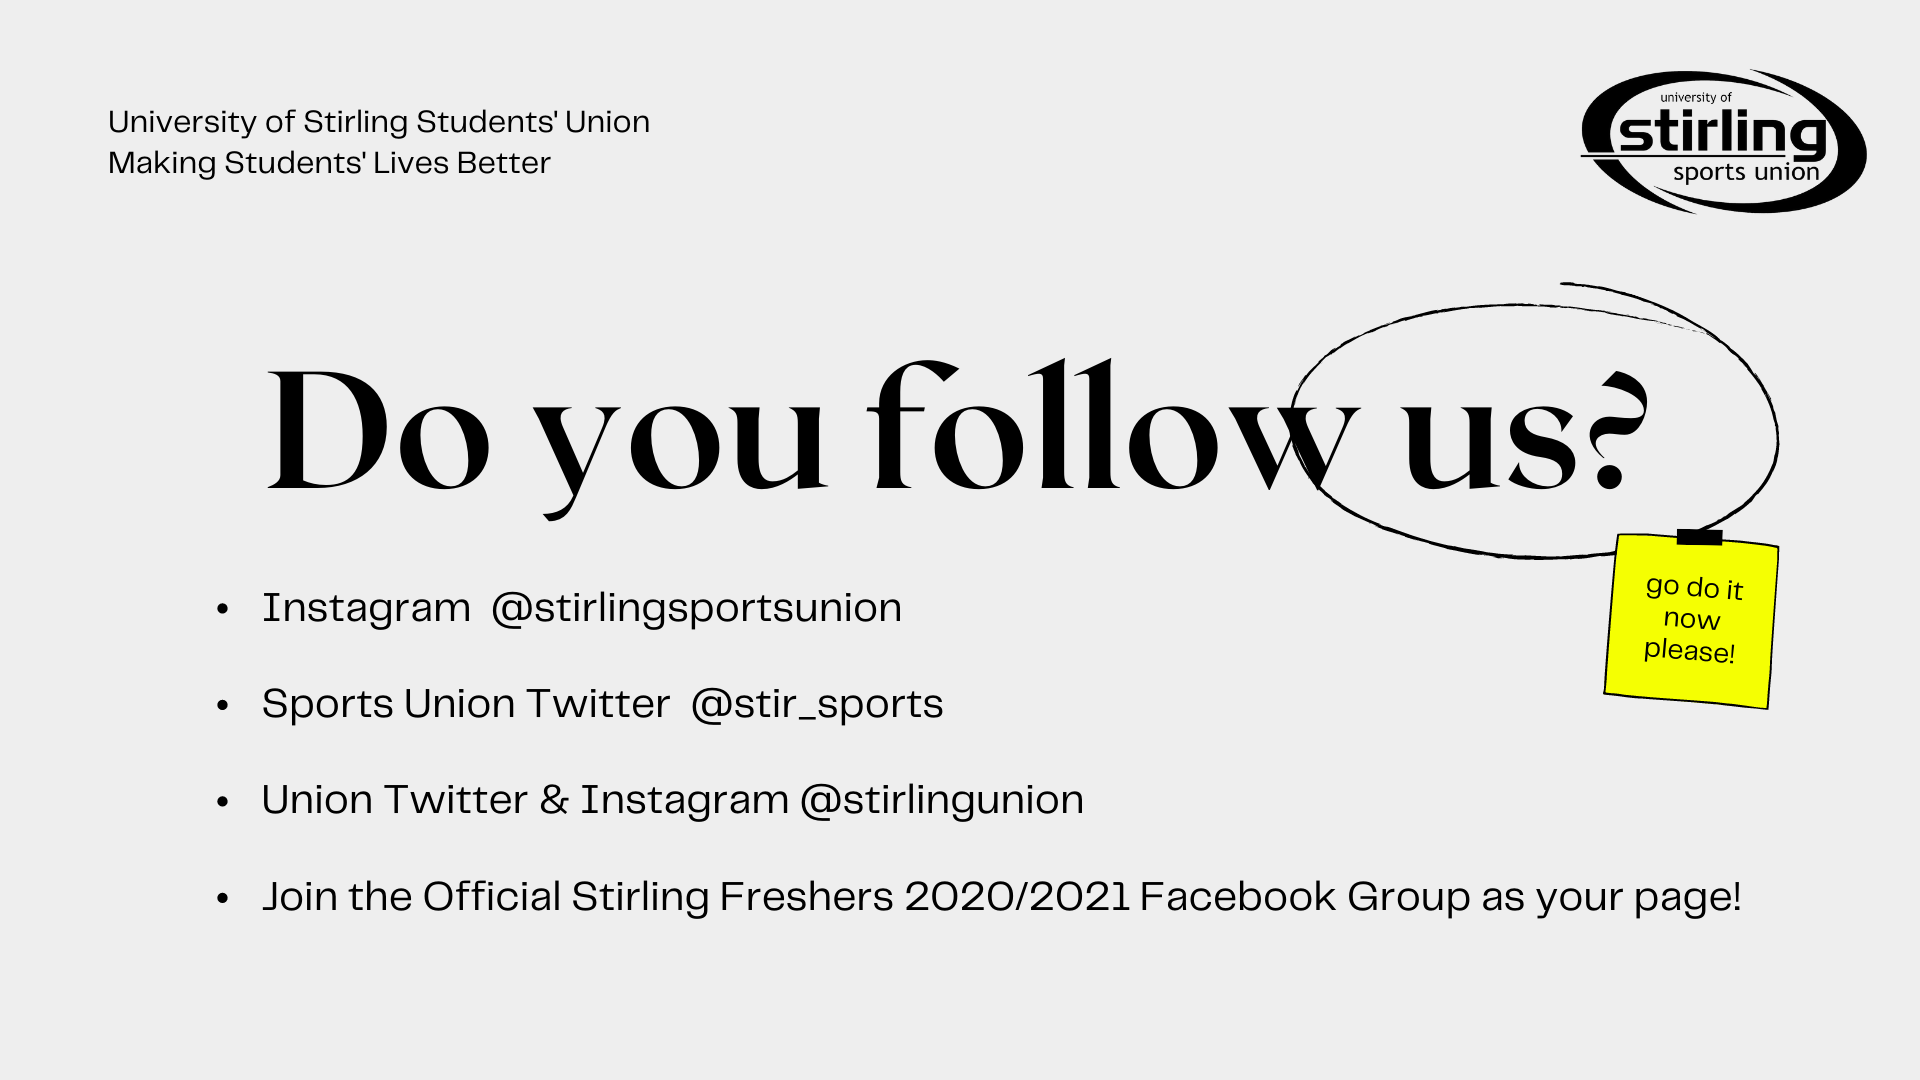 University of Stirling Students' Union
Making Students' Lives Better
university of
stirling
sports union
Do you follow us?
go do it
now
please!
• Instagram  @stirlingsportsunion
• Sports Union Twitter  @stir_sports
• Union Twitter & Instagram @stirlingunion
• Join the Official Stirling Freshers 2020/2021 Facebook Group as your page!